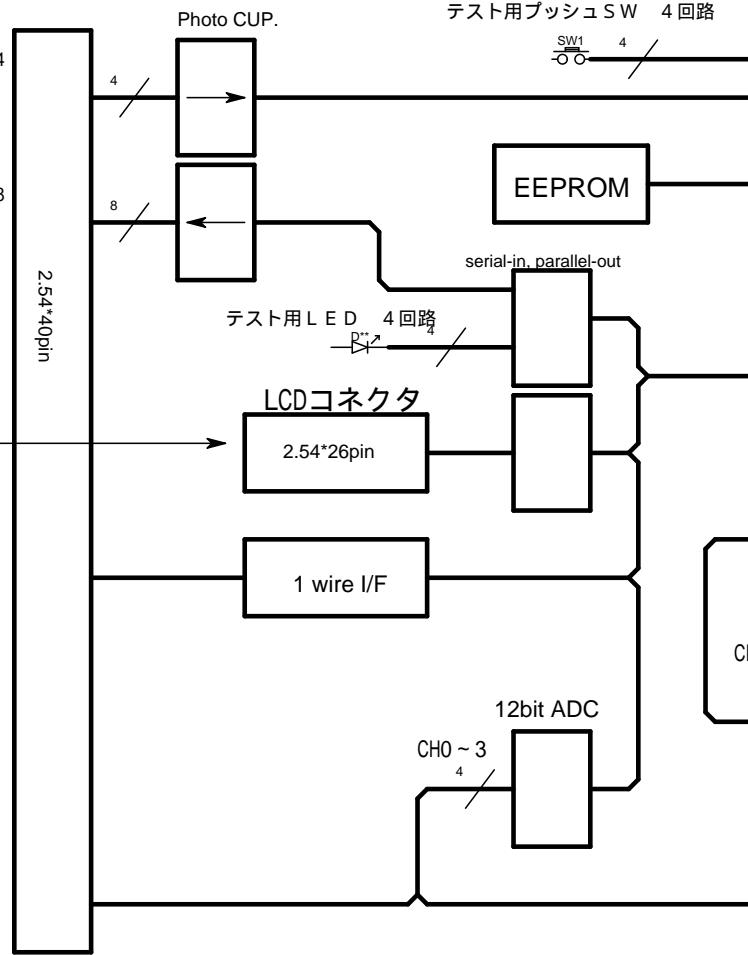 Photo CUP.
テスト用プッシュSW 4回路
SW1
4
4
4
8
8
EEPROM
serial-in, parallel-out
2.54*40pin
テスト用LED 4回路
D**
4
LCDコネクタ
2.54*26pin
1 wire I/F
12bit ADC
CH0~3
4